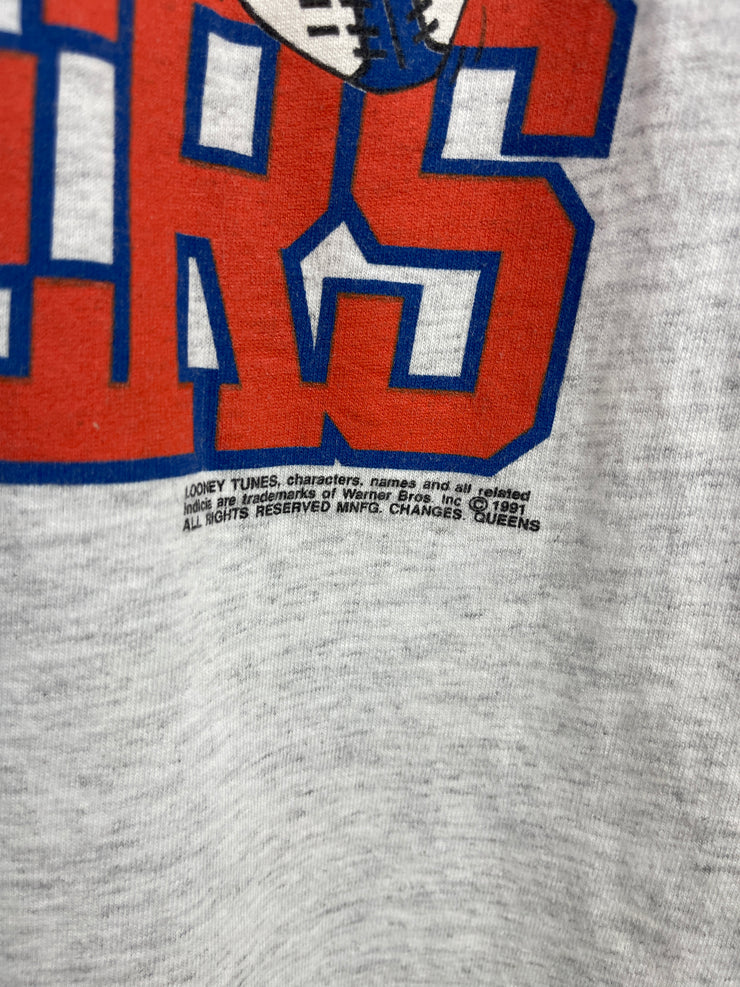 ERS
LOONEY TUNES, characters, names and all related
indicia are trademarks of Warner Bros. Inc © 1991
ALL RIGHTS RESERVED MNFG. CHANGES. QUEENS